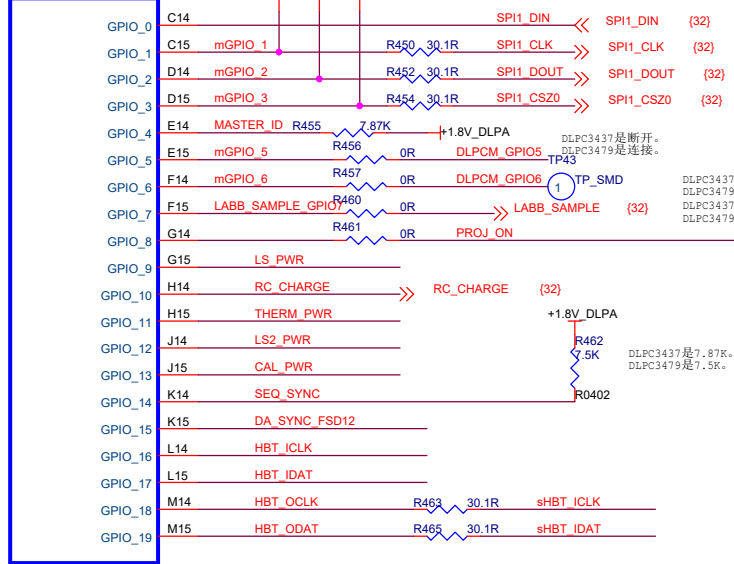 GPIO_0 C14 SPI1_DIN SPI1_DIN {32}
GPIO_1 C15 mGPIO_1 R450 30.1R SPI1_CLK SPI1_CLK {32}
GPIO_2 D14 mGPIO_2 R452 30.1R SPI1_DOUT SPI1_DOUT {32}
GPIO_3 D15 mGPIO_3 R454 30.1R SPI1_CSZ0 SPI1_CSZ0 {32}
GPIO_4 E14 MASTER_ID R455 7.87K +1.8V_DLPA
DLPC3437是断开。
DLPC3479是连接。
GPIO_5 E15 mGPIO_5 R456 0R DLPCM_GPIO5
TP43
GPIO_6 F14 mGPIO_6 R457 0R DLPCM_GPIO6 1 TP_SMD
DLPC3437
DLPC3479
DLPC3437
DLPC3479
GPIO_7 F15 LABB_SAMPLE_GPIO7 R460 0R LABB_SAMPLE {32}
GPIO_8 G14 R461 0R PROJ_ON
GPIO_9 G15 LS_PWR
GPIO_10 H14 RC_CHARGE RC_CHARGE {32}
GPIO_11 H15 THERM_PWR +1.8V_DLPA
GPIO_12 J14 LS2_PWR R462
7.5K
DLPC3437是7.87K。
DLPC3479是7.5K。
GPIO_13 J15 CAL_PWR
GPIO_14 K14 SEQ_SYNC R0402
GPIO_15 K15 DA_SYNC_FSD12
GPIO_16 L14 HBT_ICLK
GPIO_17 L15 HBT_IDAT
GPIO_18 M14 HBT_OCLK R463 30.1R sHBT_ICLK
GPIO_19 M15 HBT_ODAT R465 30.1R sHBT_IDAT